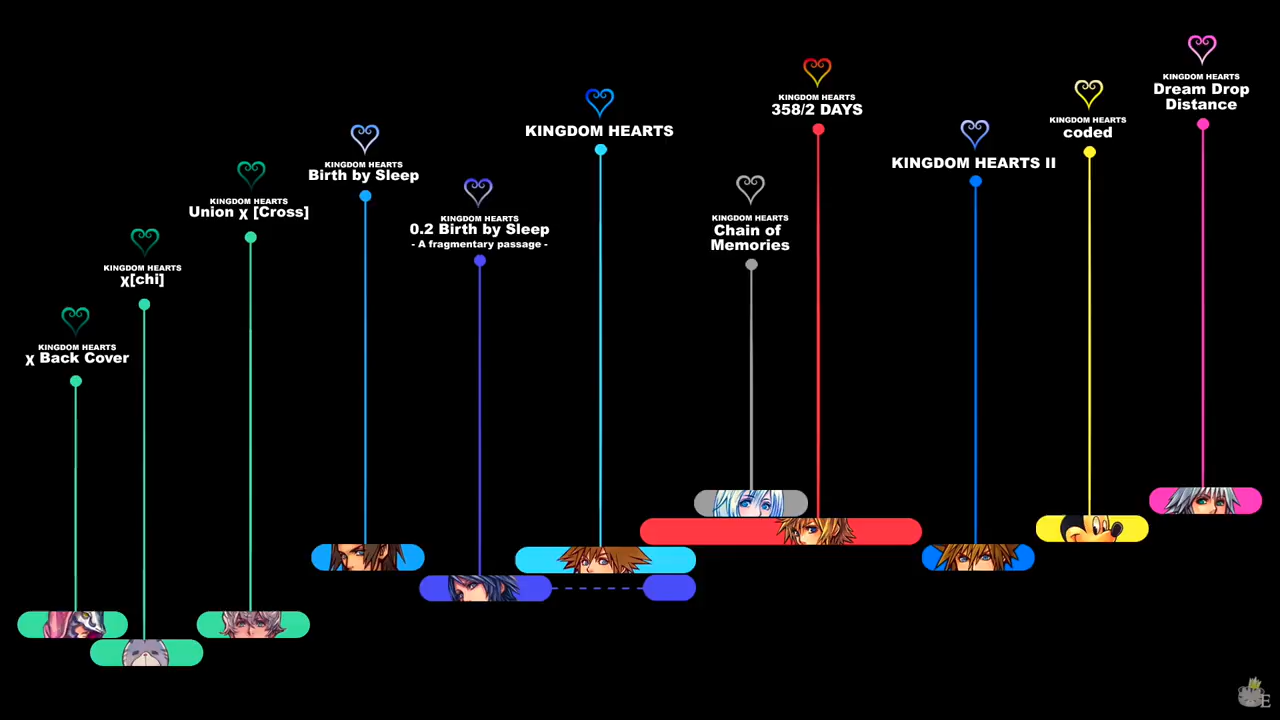 KINGDOM HEARTS
χ Back Cover
KINGDOM HEARTS
χ[chi]
KINGDOM HEARTS
Union χ [Cross]
KINGDOM HEARTS
Birth by Sleep
KINGDOM HEARTS
0.2 Birth by Sleep
- A fragmentary passage -
KINGDOM HEARTS
KINGDOM HEARTS
Chain of
Memories
KINGDOM HEARTS
358/2 DAYS
KINGDOM HEARTS II
KINGDOM HEARTS
coded
KINGDOM HEARTS
Dream Drop
Distance
E